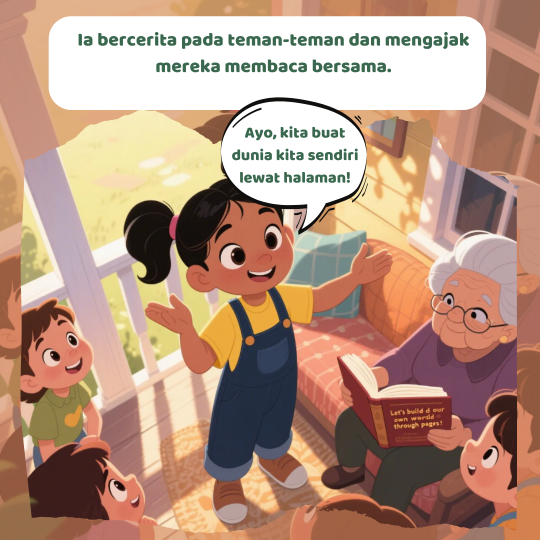 Ia bercerita pada teman-teman dan mengajak
mereka membaca bersama.
Ayo, kita buat
dunia kita sendiri
lewat halaman!
Let's build d our
own world
through pages!